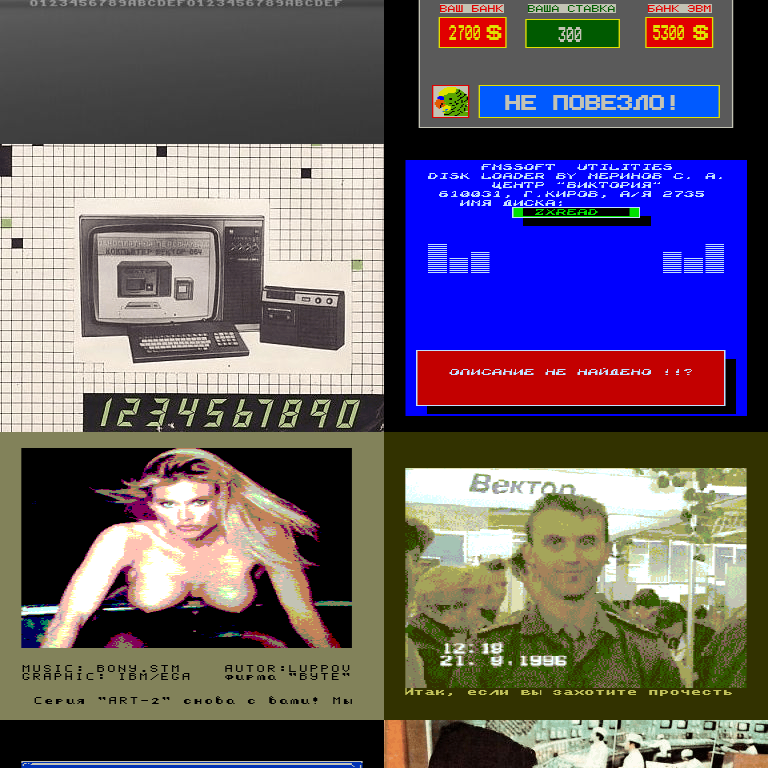 0123456789ABCDEF0123456789ABCDEF
ВАШ БАНК
ВАША СТАВКА
БАНК ЭВМ
2700 $
300
5300 $
НЕ ПОВЕЗЛО!
ОДНОПЛАТНЫЙ ПЕРСОНАЛЬНЫЙ
КОМПЬЮТЕР ВЕКТОР-06Ц
1234567890
FMSSOFT UTILITIES
DISK LOADER BY МЕРИНОВ С. А.
ЦЕНТР "ВИКТОРИЯ"
610031, Г.КИРОВ, А/Я 2735
ИМЯ ДИСКА:
ZXREAD
ОПИСАНИЕ НЕ НАЙДЕНО !!?
MUSIC: BONY.STM
AUTOR:LUPPOV
GRAPHIC: IBM/EGA
фирма "BYTE"
Серия "ART-2" снова с вами! Мы
Вектор
12:18
21. 9.1996
Итак, если вы захотите прочесть